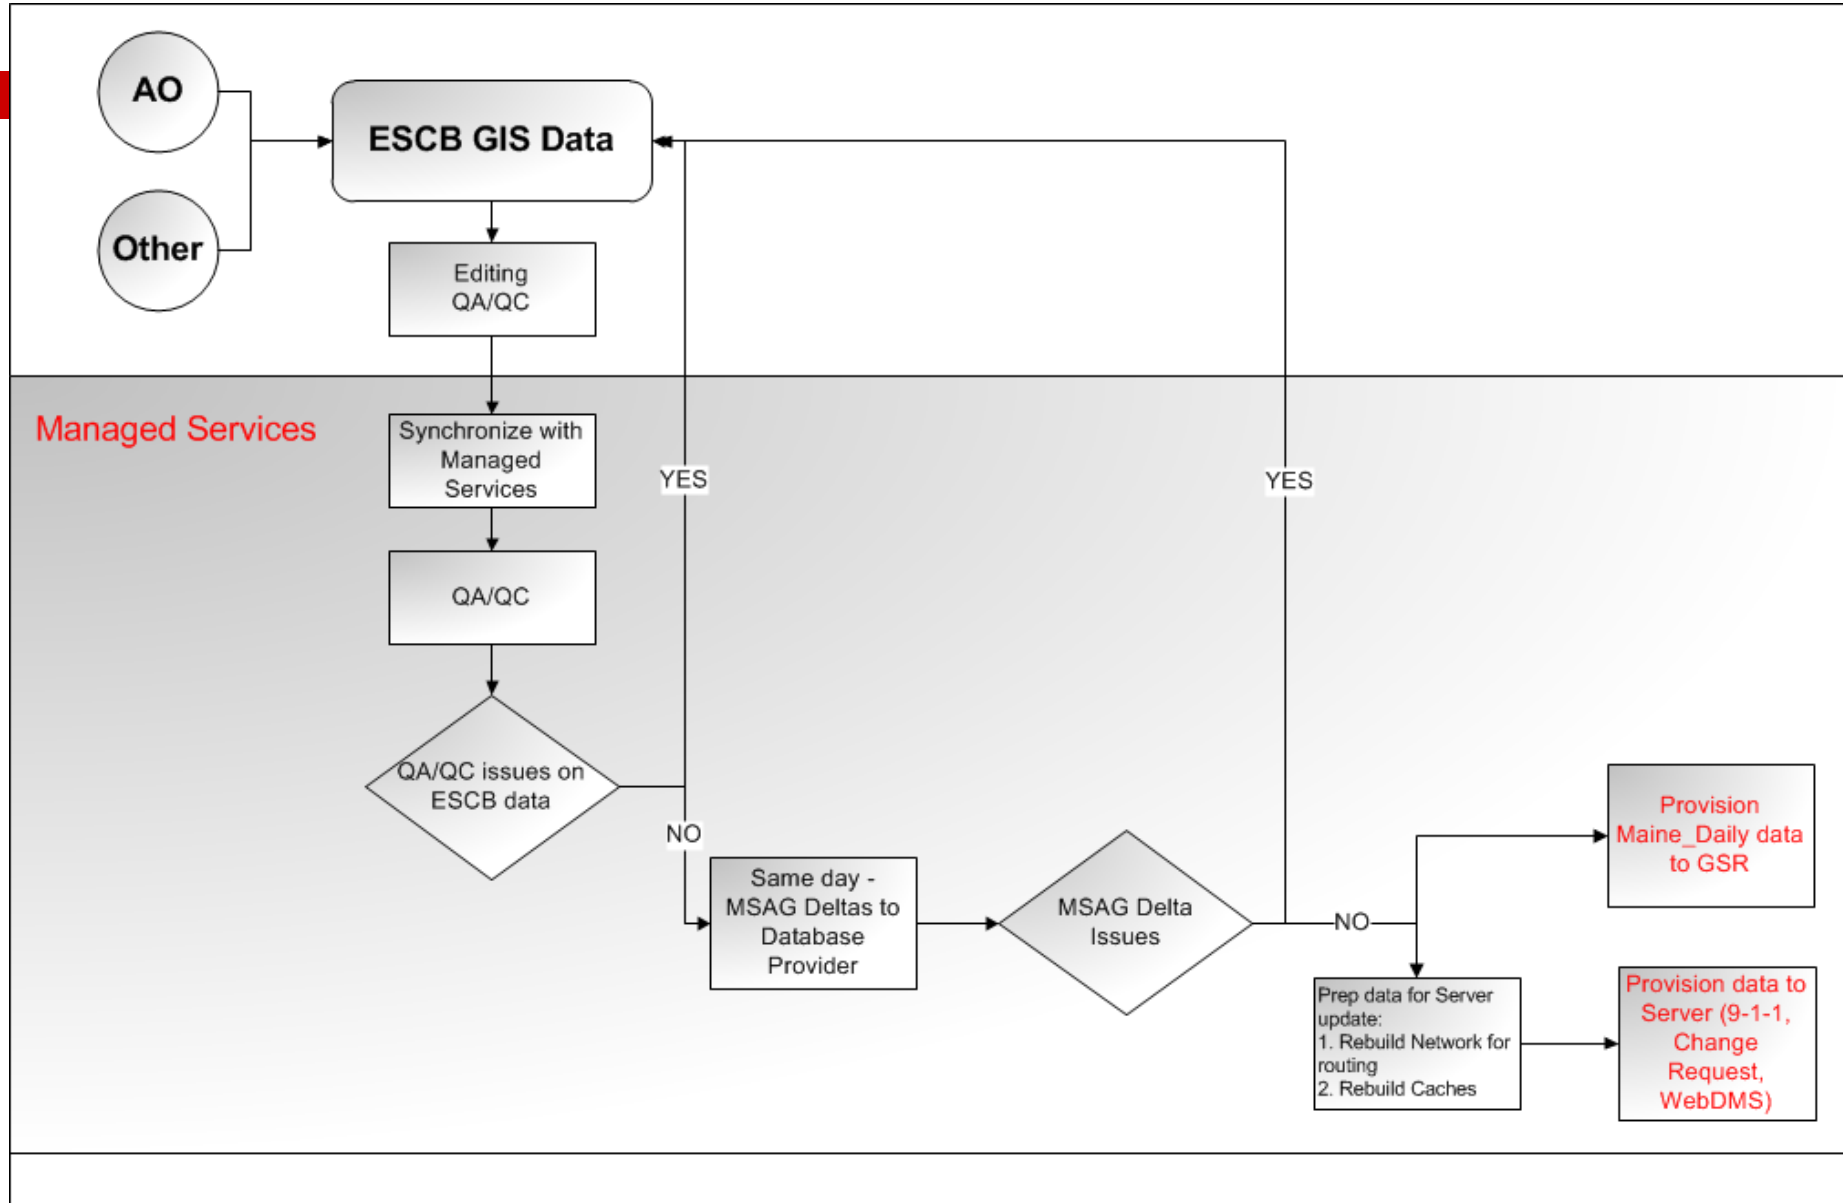 AO
ESCB GIS Data
Other
Editing
QA/QC
Managed Services
Synchronize with
Managed
Services
YES
YES
QA/QC
QA/QC issues on
ESCB data
NO
Same day -
MSAG Deltas to
Database
Provider
MSAG Delta
Issues
NO
Provision
Maine_Daily data
to GSR
Prep data for Server
update:
1. Rebuild Network for
routing
2. Rebuild Caches
Provision data to
Server (9-1-1,
Change
Request,
WebDMS)